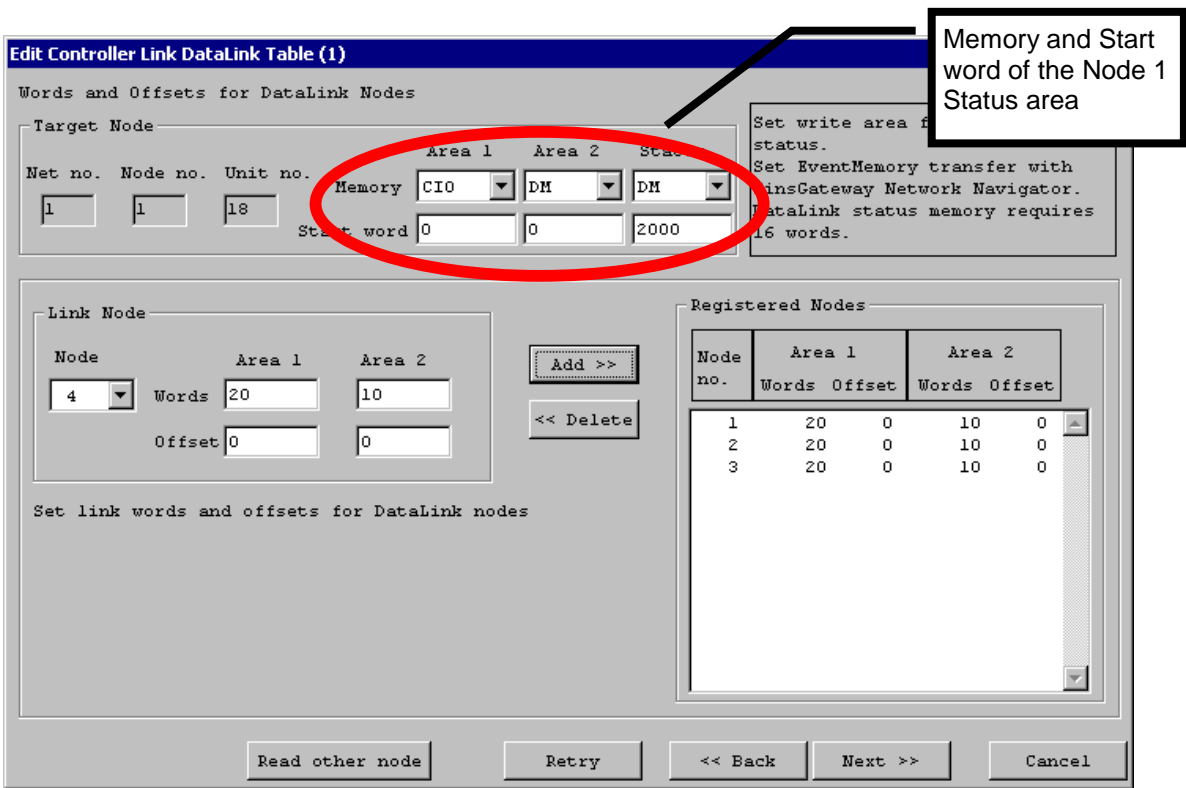 Memory and Start
word of the Node 1
Status area
Edit Controller Link DataLink Table (1)
Words and Offsets for DataLink Nodes
Target Node
Net no. Node no. Unit no.
1 1 18
Area 1 Area 2
Memory CIO DM DM
Start word 0 0 2000
Set write area
status.
Set EventMemory transfer with
Gateway Network Navigator.
DataLink status memory requires
16 words.
Link Node
Node Area 1 Area 2
4 Words 20 10
Offset 0 0
Add >>
<< Delete
Set link words and offsets for DataLink nodes
Registered Nodes
Node no. Area 1 Area 2
Words Offset Words Offset
1 20 0 10 0
2 20 0 10 0
3 20 0 10 0
Read other node Retry << Back Next >> Cancel